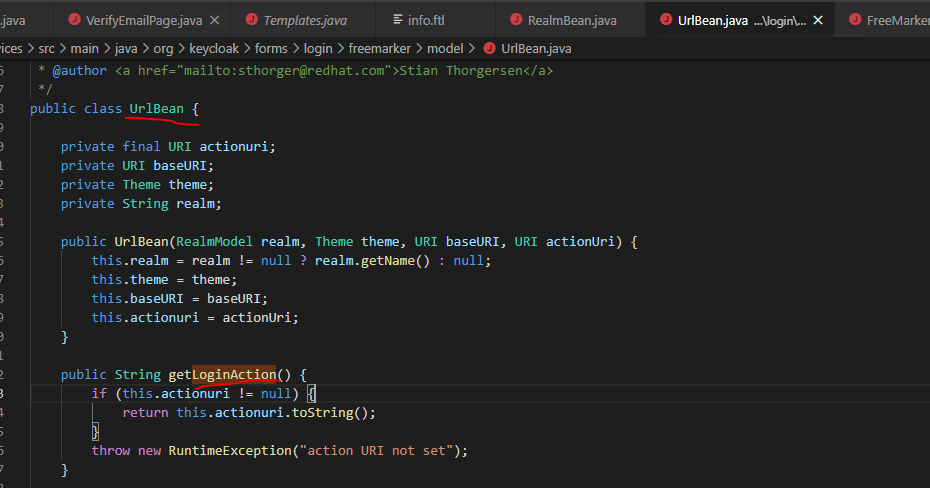 .java VerifyEmailPage.java × Templates.java info.ftl RealmBean.java UrlBean.java ...\login\... × FreeMarker
ices > src > main > java > org > keycloak > forms > login > freemarker > model > UrlBean.java
6 * @author <a href="mailto:sthorger@redhat.com">Stian Thorgersen</a>
7 */
8 public class UrlBean {
9
0 private final URI actionuri;
1 private URI baseURI;
2 private Theme theme;
3 private String realm;
4
5 public UrlBean(RealmModel realm, Theme theme, URI baseURI, URI actionUri) {
6 this.realm = realm != null ? realm.getName() : null;
7 this.theme = theme;
8 this.baseURI = baseURI;
9 this.actionuri = actionUri;
0 }
1
2 public String getLoginAction() {
3 if (this.actionuri != null) {
4 return this.actionuri.toString();
5 }
6 throw new RuntimeException("action URI not set");
7 }